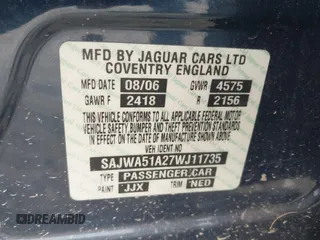 MFD BY JAGUAR CARS LTD
COVENTRY ENGLAND
MFD DATE 08/06 GVWR 4575
GAWR F 2418 R 2156
THIS VEHICLE CONFORMS TO ALL APPLICABLE FEDERAL MOTOR
VEHICLE SAFETY, BUMPER AND THEFT PREVENTION STANDARDS
IN EFFECT ON THE DATE OF MANUFACTURE SHOWN ABOVE
VEH IDENT NO
SAJWA51A27WJ11735
TYPE PASSENGER CAR
PAINT JJX TRIM NED
DREAMBID